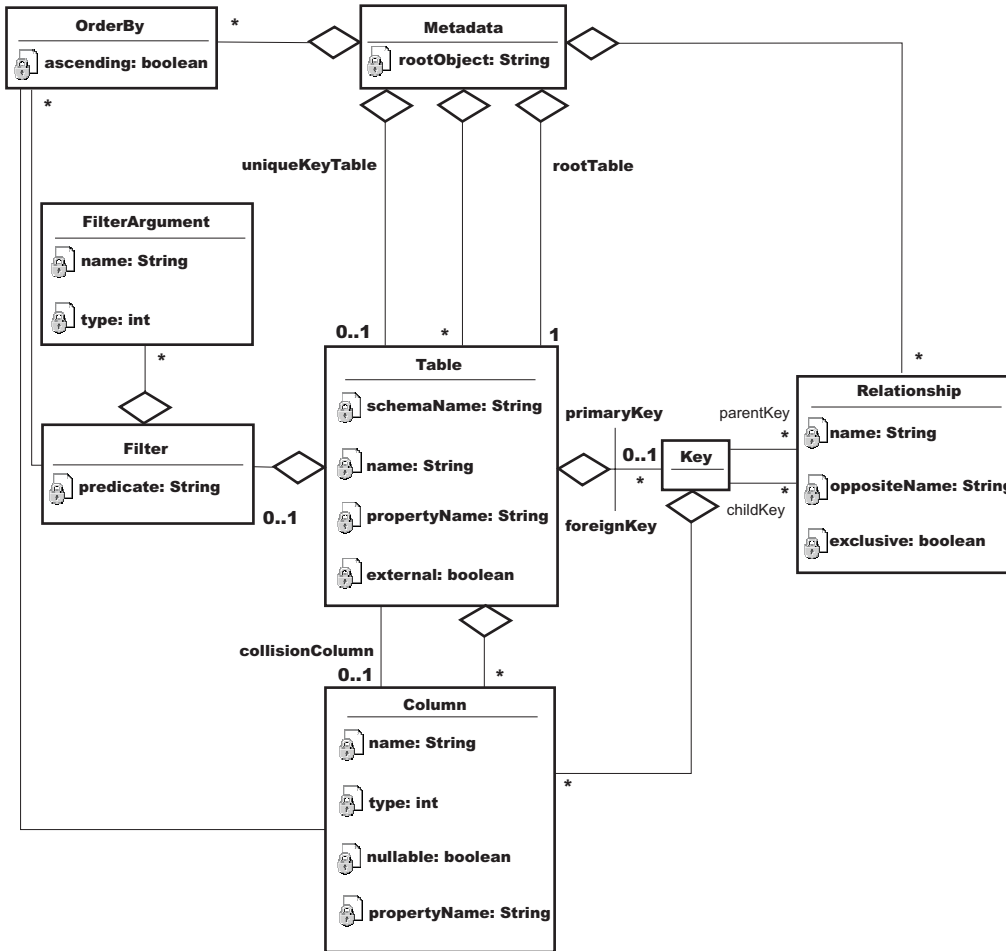 OrderBy
ascending: boolean
*
*
Metadata
rootObject: String
uniqueKeyTable
rootTable
0..1
*
1
*
FilterArgument
name: String
type: int
*
Filter
predicate: String
0..1
Table
schemaName: String
name: String
propertyName: String
external: boolean
primaryKey
0..1
*
foreignKey
Key
parentKey
*
*
childKey
Relationship
name: String
oppositeName: String
exclusive: boolean
collisionColumn
0..1
*
*
Column
name: String
type: int
nullable: boolean
propertyName: String